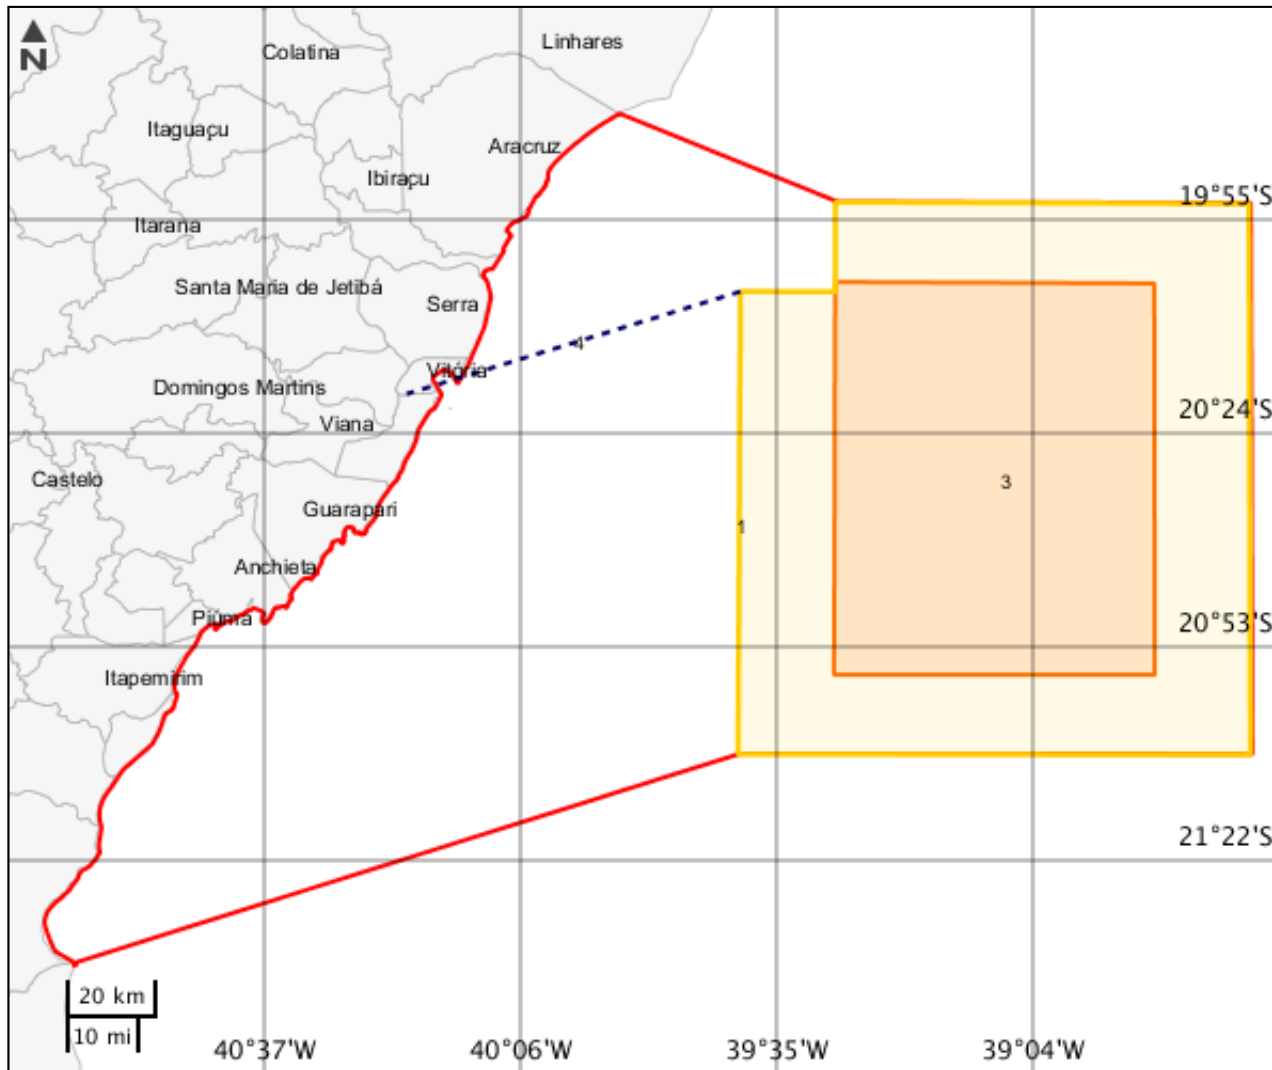 N
Linhares
Colatina
Itaguaçu
Aracruz
Ibiraçu
19°55'S
Itarana
Santa Maria de Jetibá
Serra
4
Vitória
Domingos Martins
20°24'S
Viana
Castelo
3
Guarapari
1
Anchieta
Piúma
20°53'S
Itapemirim
21°22'S
20 km
10 mi
40°37'W
40°06'W
39°35'W
39°04'W